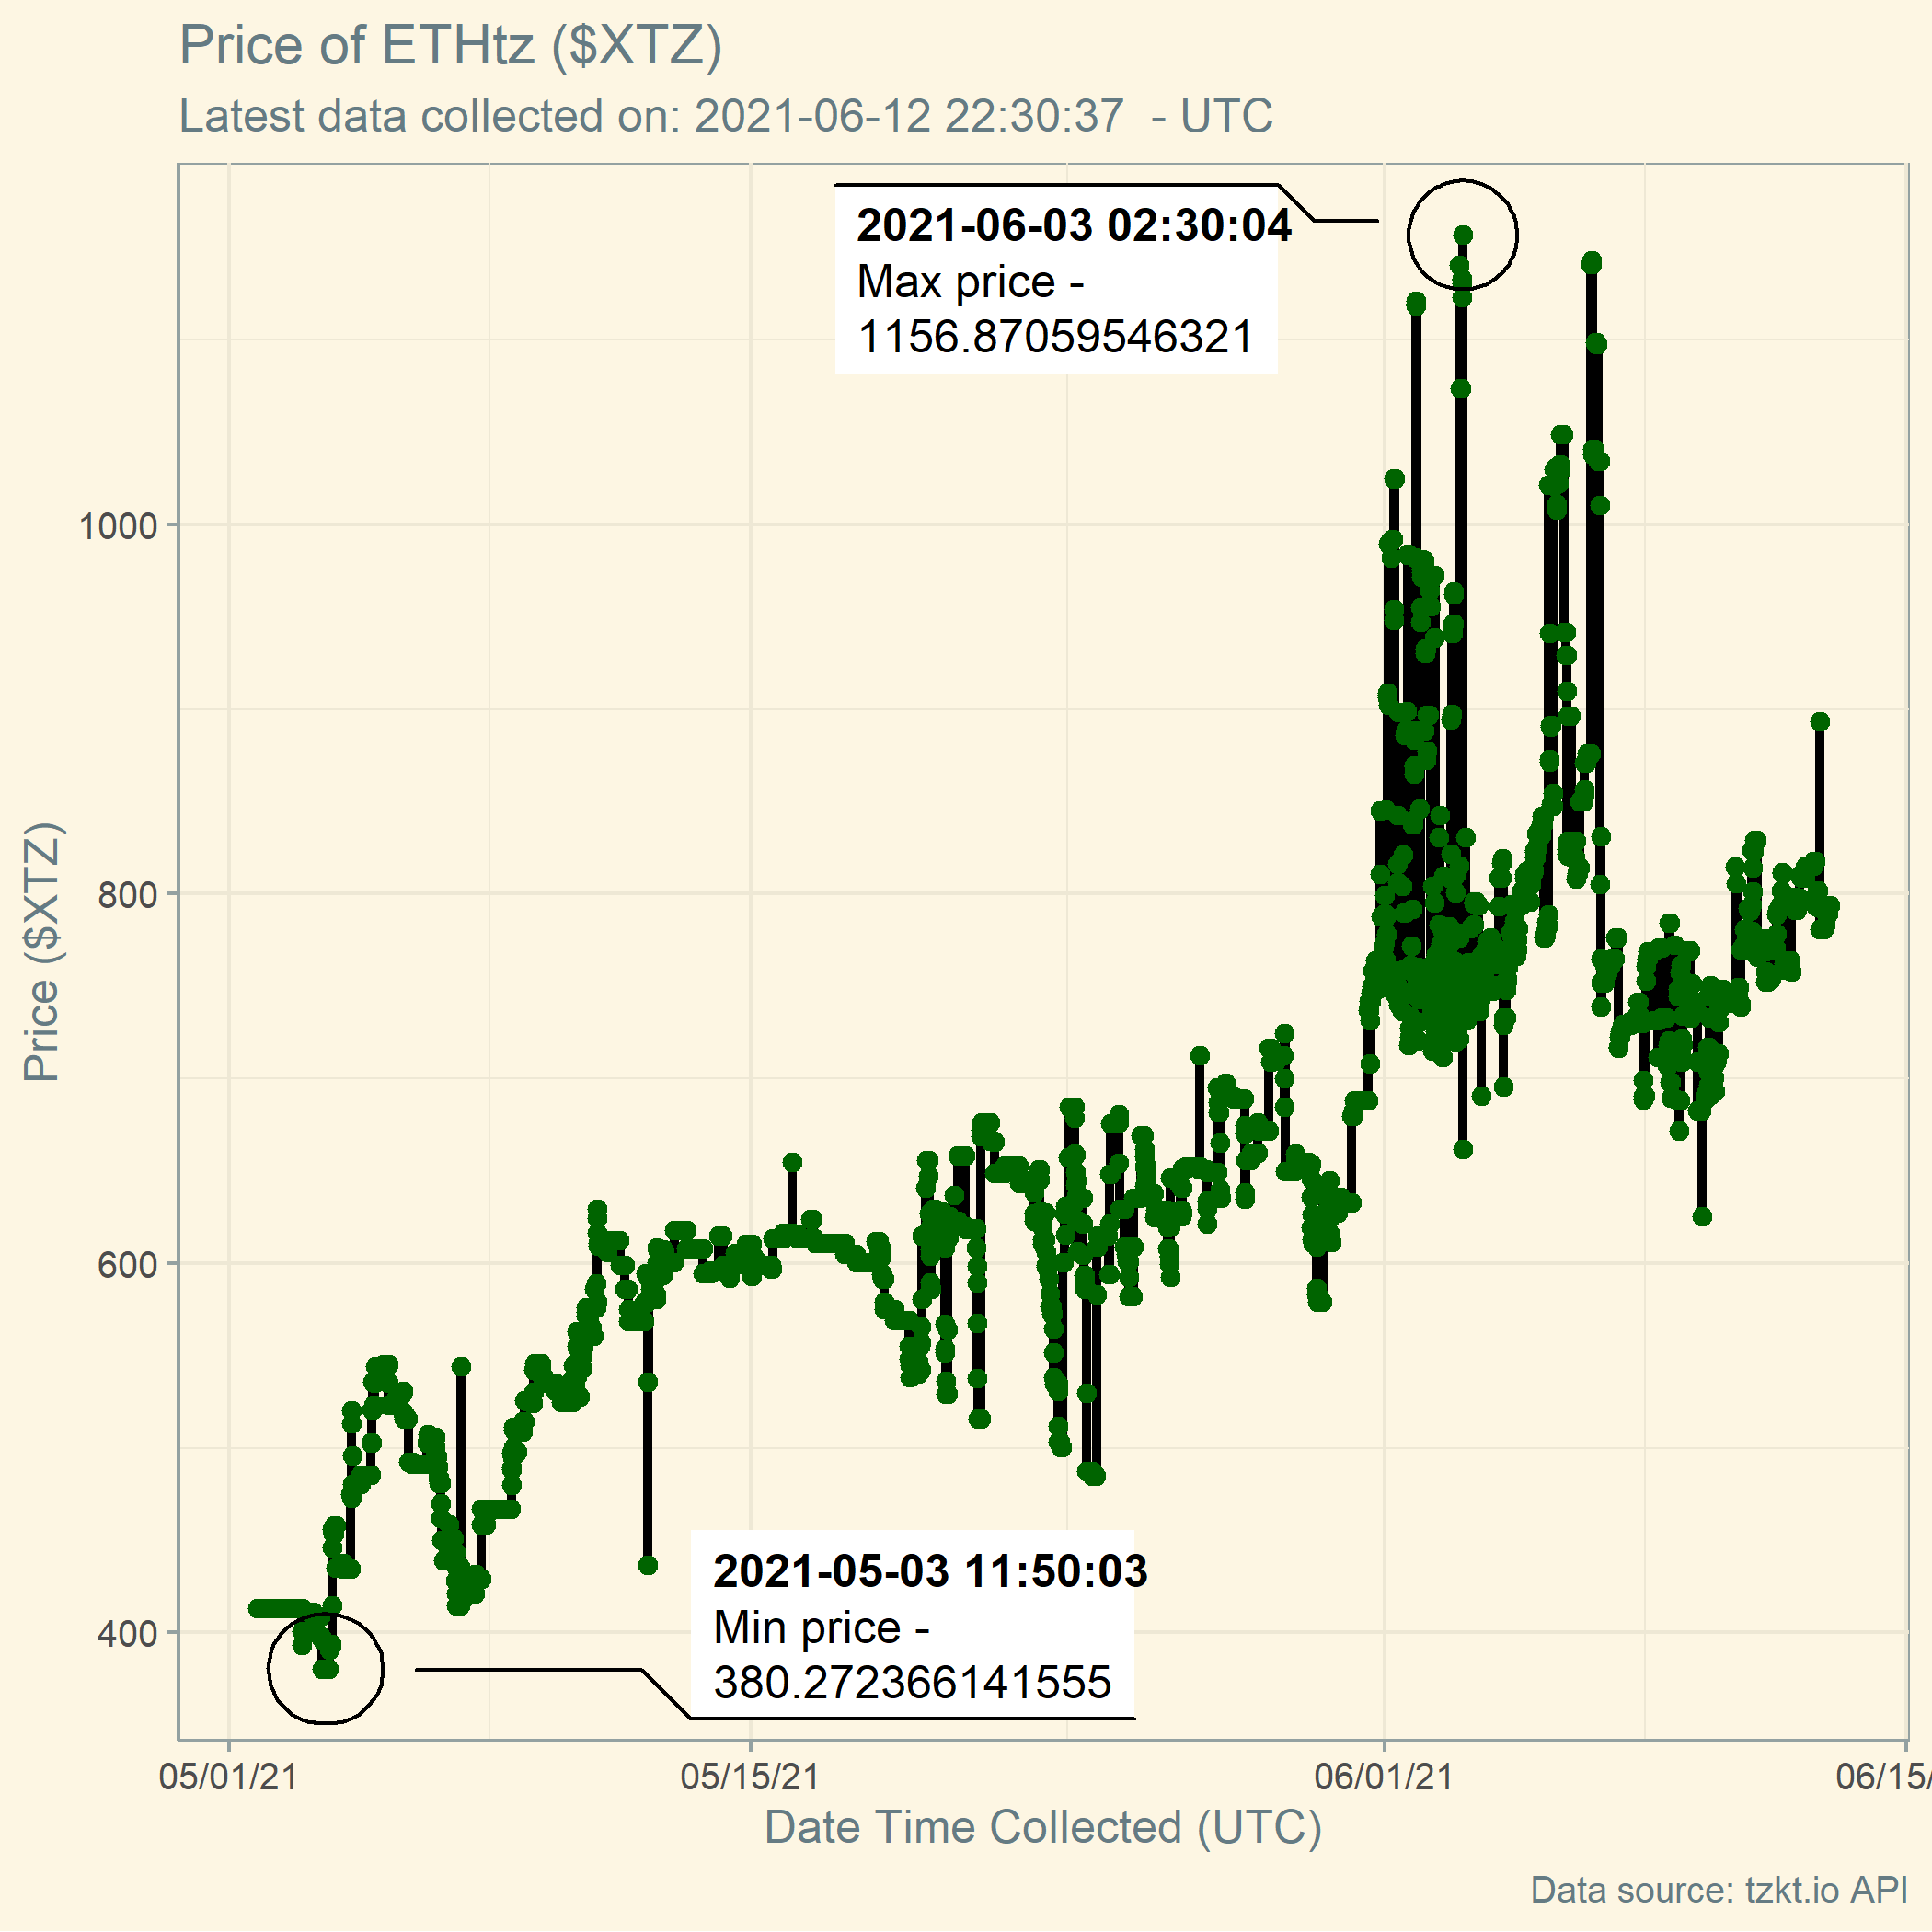 Price of ETHtz ($XTZ)
Latest data collected on: 2021-06-12 22:30:37  - UTC
2021-06-03 02:30:04
Max price -
1156.87059546321
1000
800
600
400
Price ($XTZ)
2021-05-03 11:50:03
Min price -
380.272366141555
05/01/21
05/15/21
06/01/21
06/15/
Date Time Collected (UTC)
Data source: tzkt.io API